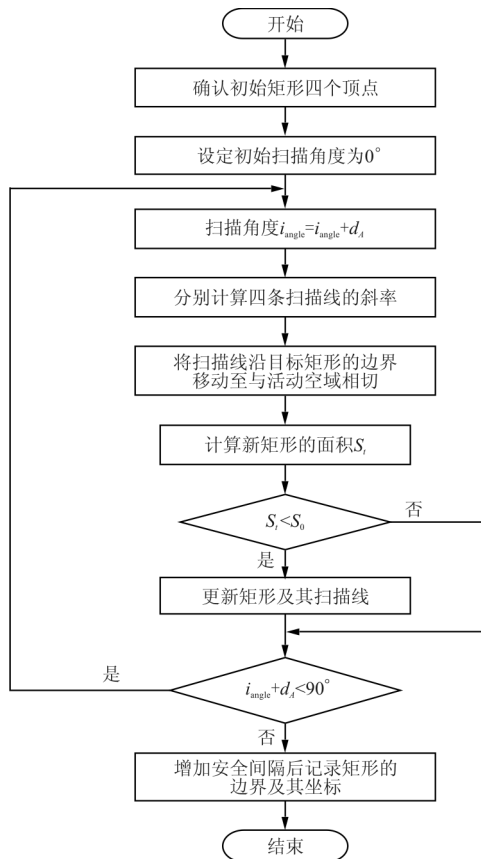 开始
确认初始矩形四个顶点
设定初始扫描角度为0°
扫描角度i_angle=i_angle+d_A
分别计算四条扫描线的斜率
将扫描线沿目标矩形的边界
移动至与活动空域相切
计算新矩形的面积S_t
S_t<S_0
否
是
更新矩形及其扫描线
i_angle+d_A<90°
是
否
增加安全间隔后记录矩形的
边界及其坐标
结束